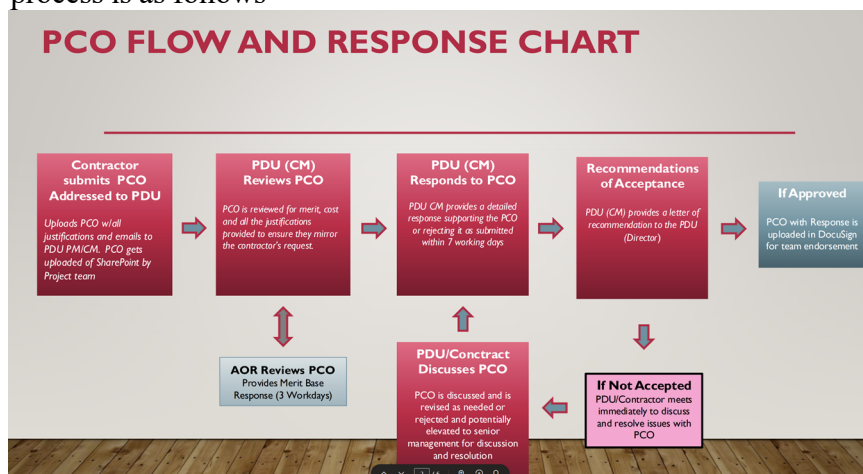 process is as follows
PCO FLOW AND RESPONSE CHART
Contractor
submits PCO
Addressed to PDU
Uploads PCO w/all
justifications and emails to
PDU PM/CM. PCO gets
uploaded of SharePoint by
Project team
PDU (CM)
Reviews PCO
PCO is reviewed for merit, cost
and all the justifications
provided to ensure they mirror
the contractor's request.
PDU (CM)
Responds to PCO
PDU CM provides a detailed
response supporting the PCO
or rejecting it as submitted
within 7 working days
Recommendations
of Acceptance
PDU (CM) provides a letter of
recommendation to the PDU
(Director)
If Approved
PCO with Response is
uploaded in DocuSign
for team endorsement
AOR Reviews PCO
Provides Merit Base
Response (3 Workdays)
PDU/Conctract
Discusses PCO
PCO is discussed and is
revised as needed or
rejected and potentially
elevated to senior
management for discussion
and resolution
If Not Accepted
PDU/Contractor meets
immediately to discuss
and resolve issues with
PCO